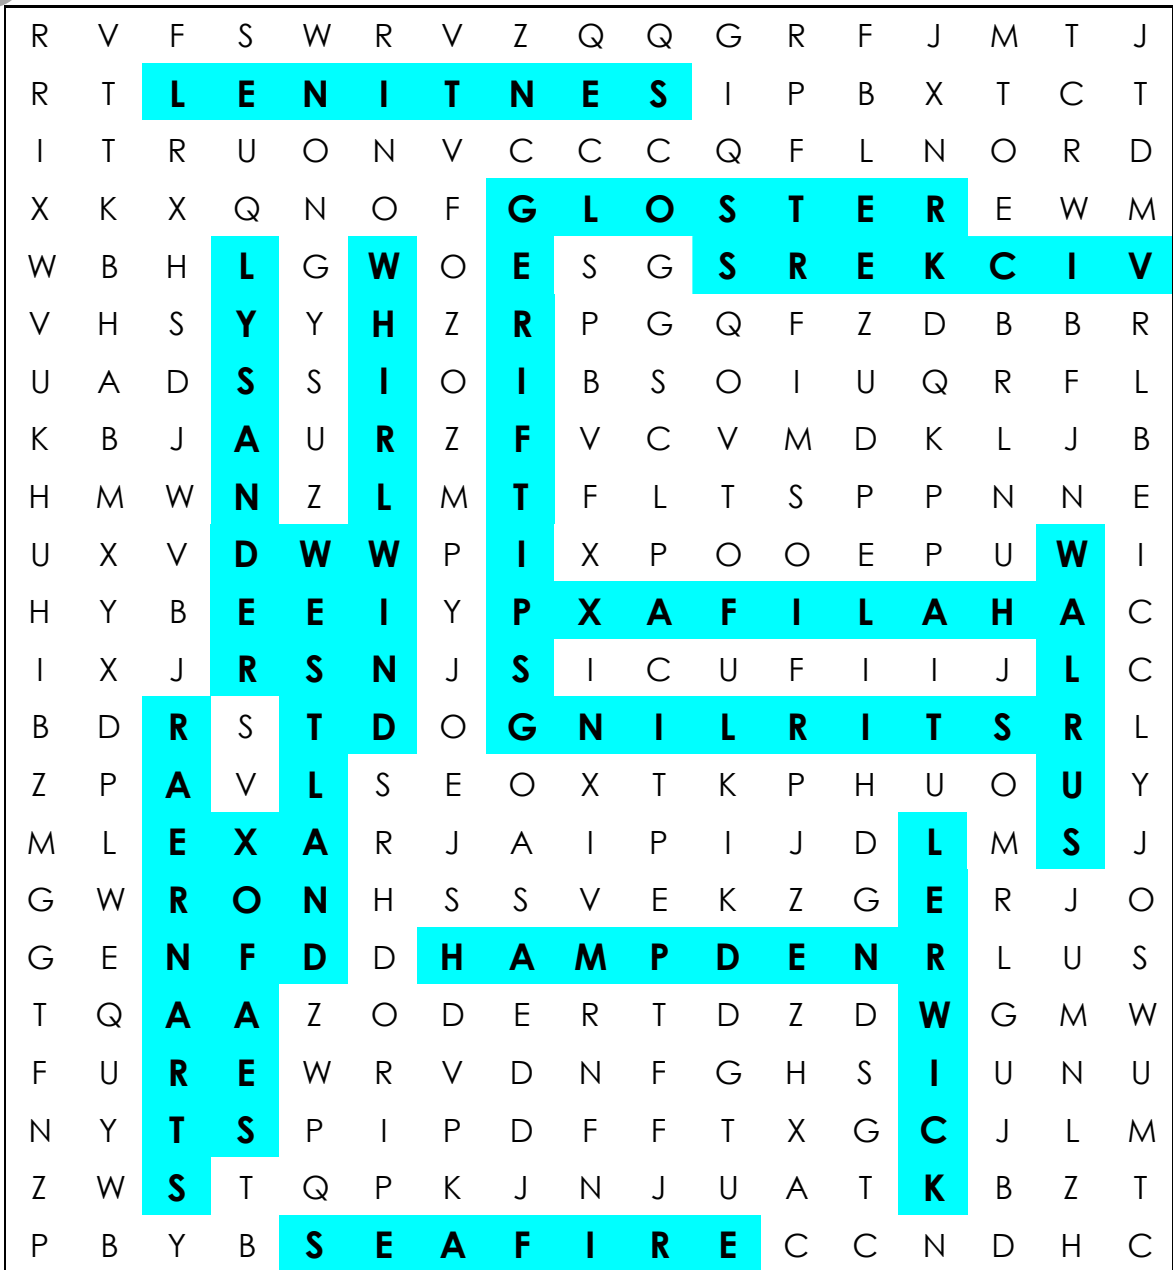 R V F S W R V Z Q Q G R F J M T J
R T L E N I T N E S I P B X T C T
I T R U O N V C C C Q F L N O R D
X K X Q N O F G L O S T E R E W M
W B H L G W O E S G S R E K C I V
V H S Y Y H Z R P G Q F Z D B B R
U A D S S I O I B S O I U Q R F L
K B J A U R Z F V C V M D K L J B
H M W N Z L M T F L T S P P N N E
U X V D W W P I X P O O E P U W I
H Y B E E I Y P X A F I L A H A C
I X J R S N J S I C U F I I J L C
B D R S T D O G N I L R I T S R L
Z P A V L S E O X T K P H U O U Y
M L E X A R J A I P I J D L M S J
G W R O N H S S V E K Z G E R J O
G E N F D D H A M P D E N R L U S
T Q A A Z O D E R T D Z D W G M W
F U R E W R V D N F G H S I U N U
N Y T S P I P D F F T X G C J L M
Z W S T Q P K J N J U A T K B Z T
P B Y B S E A F I R E C C N D H C